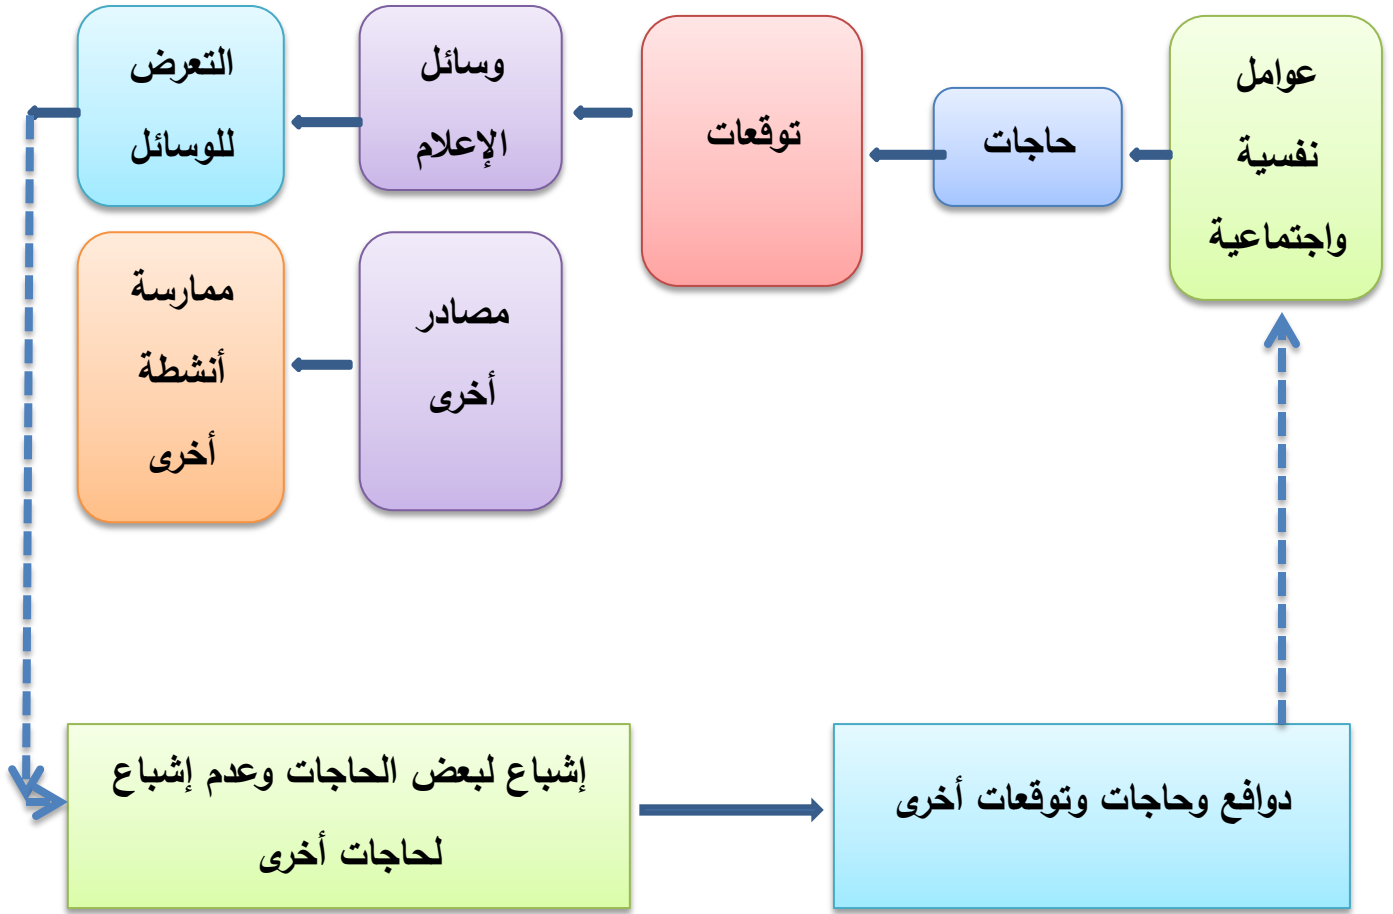 عوامل
نفسية
واجتماعية
حاجات
توقعات
وسائل
الإعلام
التعرض
للوسائل
مصادر
أخرى
ممارسة
أنشطة
أخرى
إشباع لبعض الحاجات وعدم إشباع
لحاجات أخرى
دوافع وحاجات وتوقعات أخرى